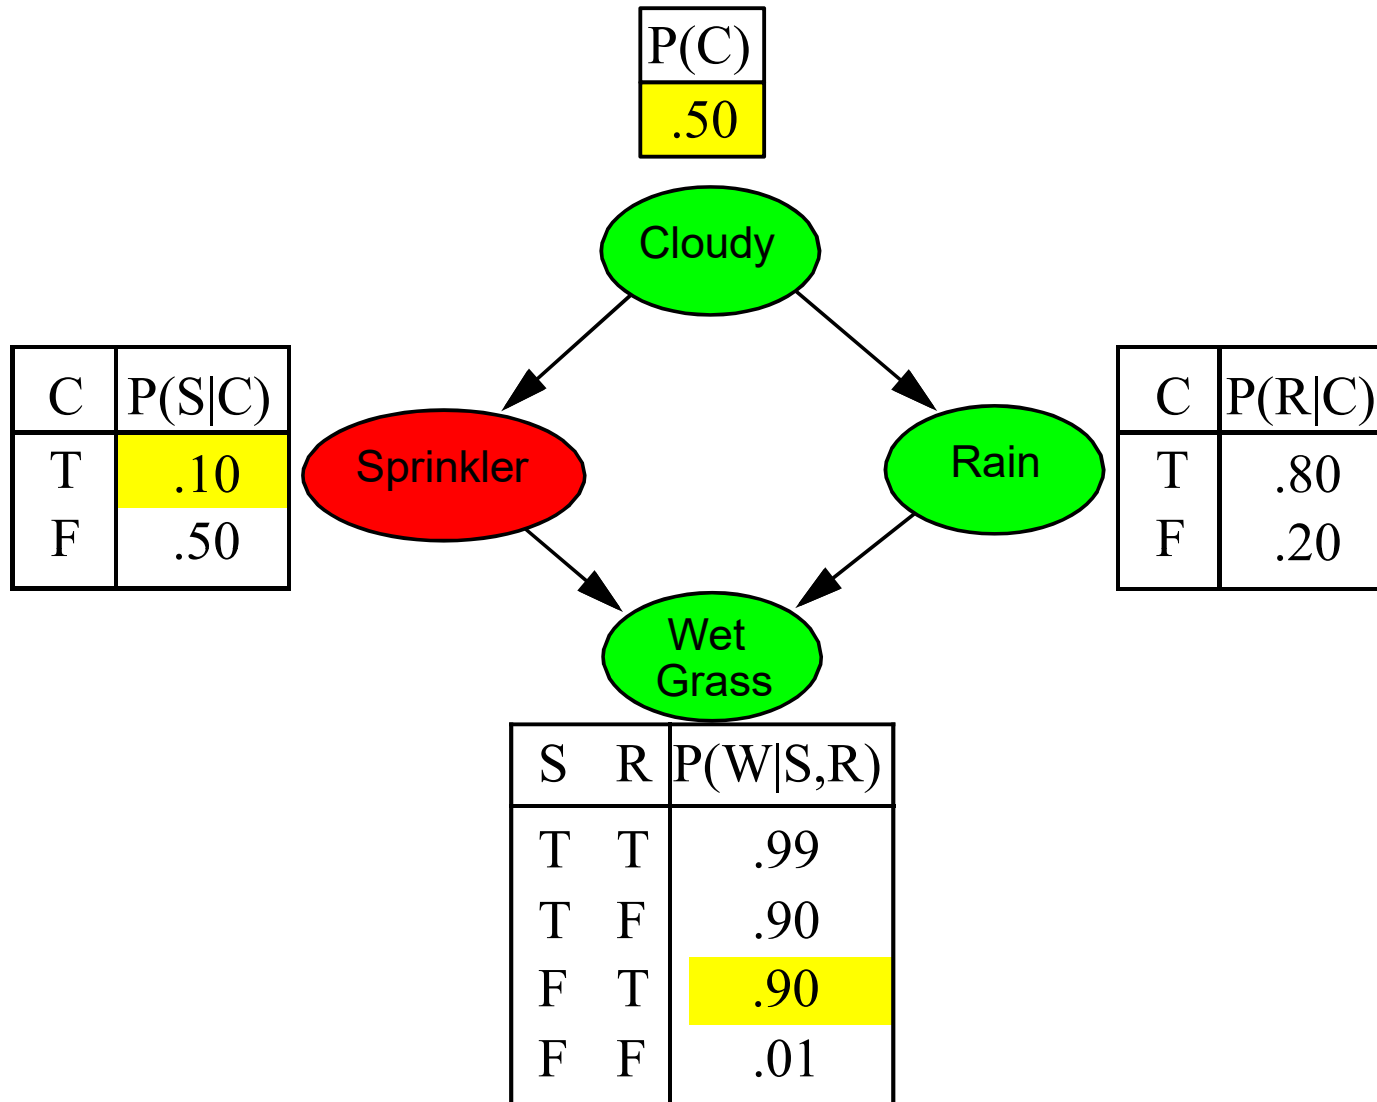 P(C)
.50
Cloudy
C P(S|C)
T .10
F .50
Sprinkler
Rain
C P(R|C)
T .80
F .20
Wet
Grass
S R P(W|S,R)
T T .99
T F .90
F T .90
F F .01